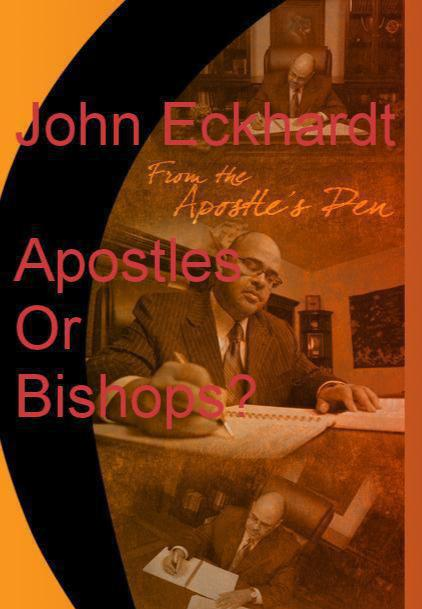 John Eckhardt
From the
Apostle's Pen
Apostles
Or
Bishops?